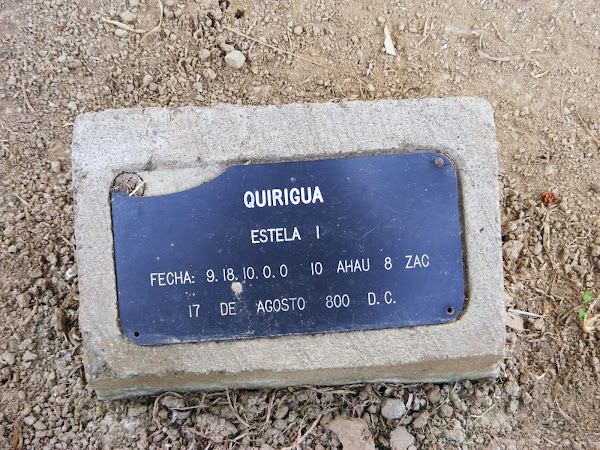 QUIRIGUA
ESTELA I
FECHA: 9.18.10.0.0 10 AHAU 8 ZAC
17 DE AGOSTO 800 D.C.